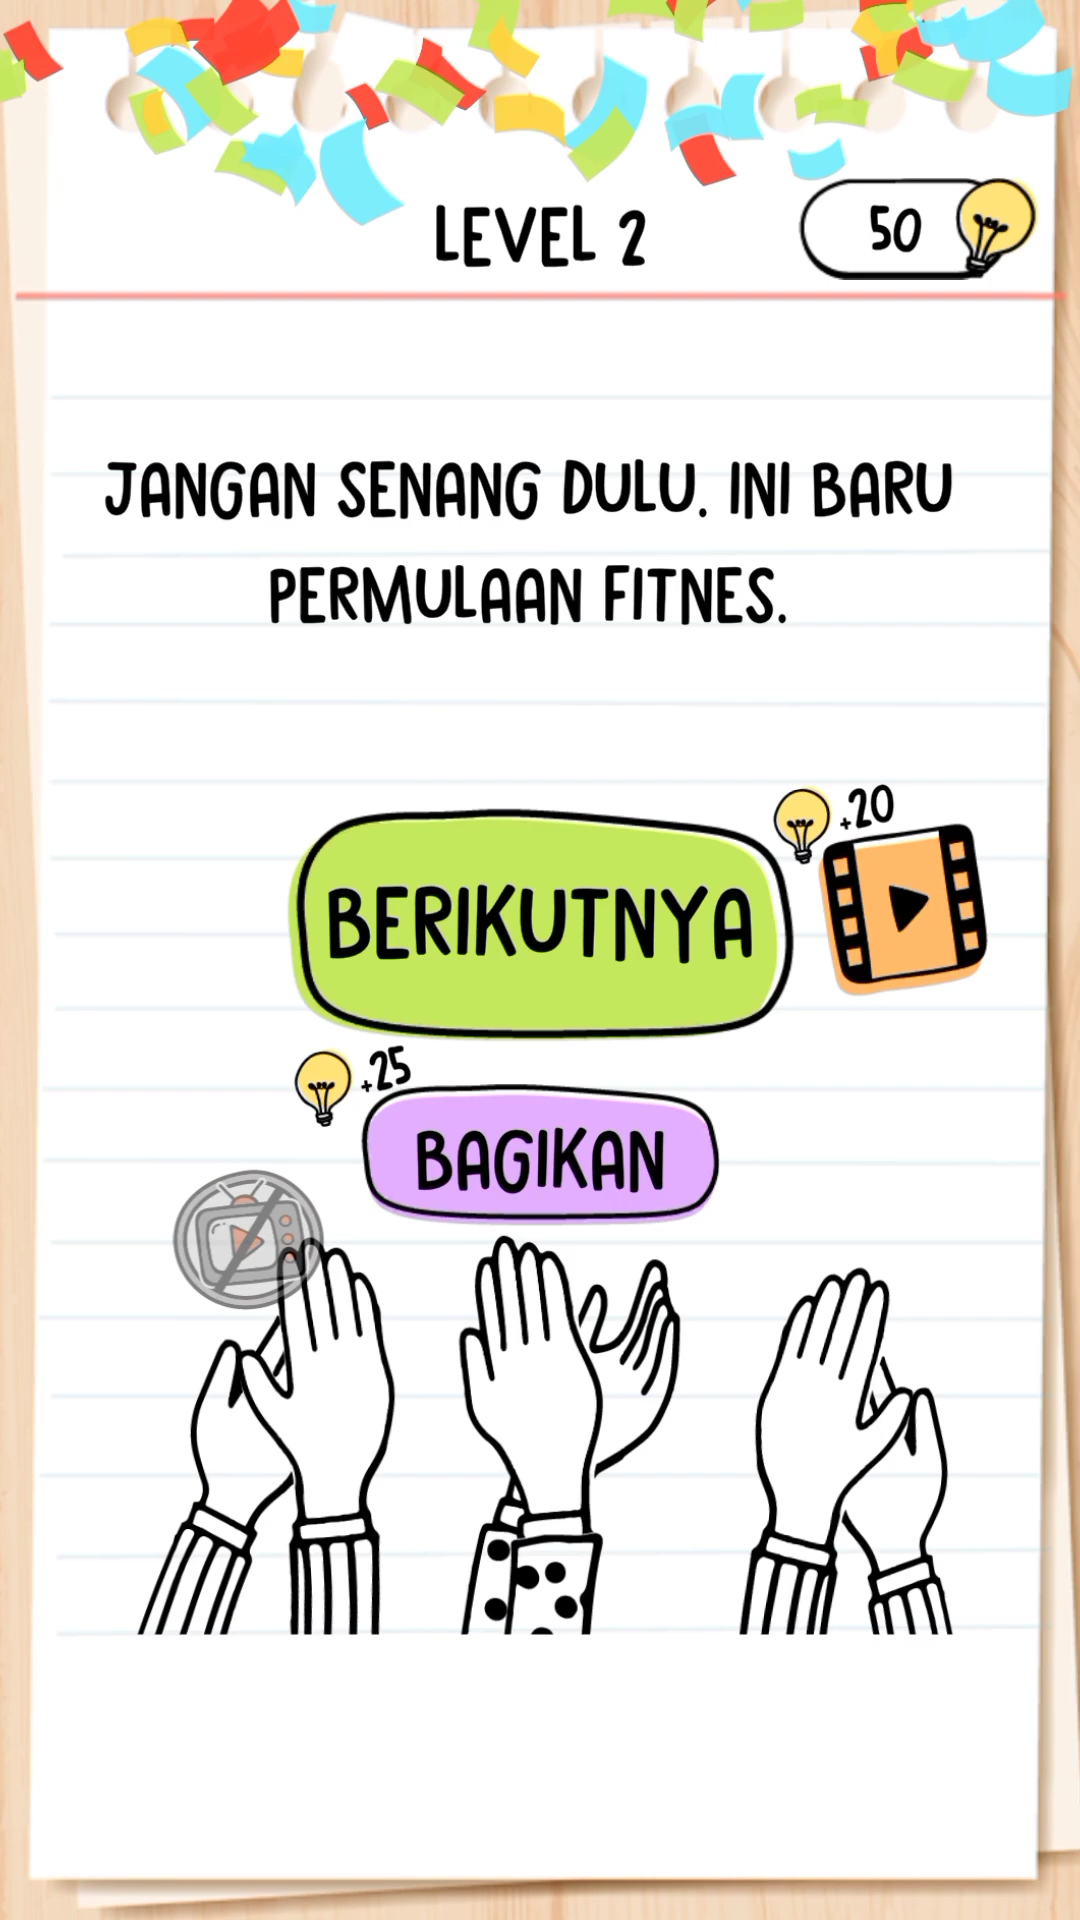 LEVEL 2
50
JANGAN SENANG DULU. INI BARU
PERMULAAN FITNES.
+20
BERIKUTNYA
+25
BAGIKAN